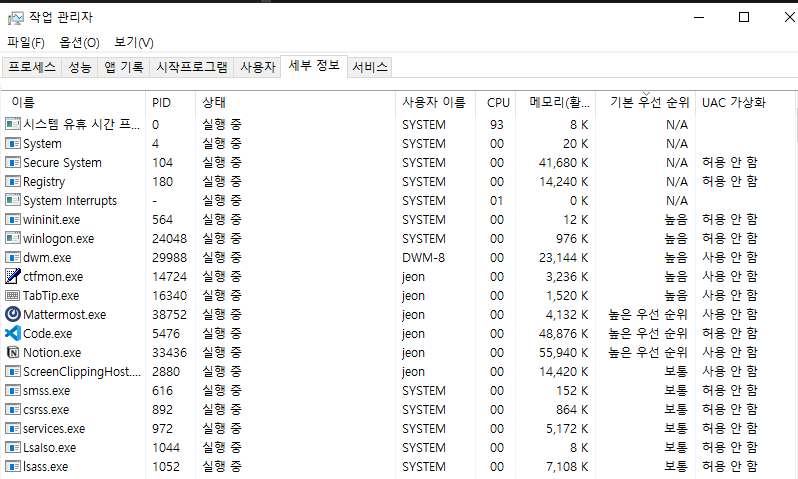 작업 관리자
파일(F) 옵션(O) 보기(V)
프로세스 성능 앱 기록 시작프로그램 사용자 세부 정보 서비스
이름 PID 상태 사용자 이름 CPU 메모리(활... 기본 우선 순위 UAC 가상화
시스템 유휴 시간 프... 0 실행 중 SYSTEM 93 8 K N/A
System 4 실행 중 SYSTEM 00 20 K N/A
Secure System 104 실행 중 SYSTEM 00 41,680 K N/A 허용 안 함
Registry 180 실행 중 SYSTEM 00 14,240 K N/A 허용 안 함
System Interrupts - 실행 중 SYSTEM 01 0 K N/A
wininit.exe 564 실행 중 SYSTEM 00 12 K 높음 허용 안 함
winlogon.exe 24048 실행 중 SYSTEM 00 976 K 높음 허용 안 함
dwm.exe 29988 실행 중 DWM-8 00 23,144 K 높음 사용 안 함
ctfmon.exe 14724 실행 중 jeon 00 3,236 K 높음 사용 안 함
TabTip.exe 16340 실행 중 jeon 00 1,520 K 높음 사용 안 함
Mattermost.exe 38752 실행 중 jeon 00 4,132 K 높은 우선 순위 사용 안 함
Code.exe 5476 실행 중 jeon 00 48,876 K 높은 우선 순위 허용 안 함
Notion.exe 33436 실행 중 jeon 00 55,940 K 높은 우선 순위 사용 안 함
ScreenClippingHost.... 2880 실행 중 jeon 00 14,420 K 보통 사용 안 함
smss.exe 616 실행 중 SYSTEM 00 152 K 보통 허용 안 함
csrss.exe 892 실행 중 SYSTEM 00 864 K 보통 허용 안 함
services.exe 972 실행 중 SYSTEM 00 5,172 K 보통 허용 안 함
LsaIso.exe 1044 실행 중 SYSTEM 00 8 K 보통 허용 안 함
lsass.exe 1052 실행 중 SYSTEM 00 7,108 K 보통 허용 안 함